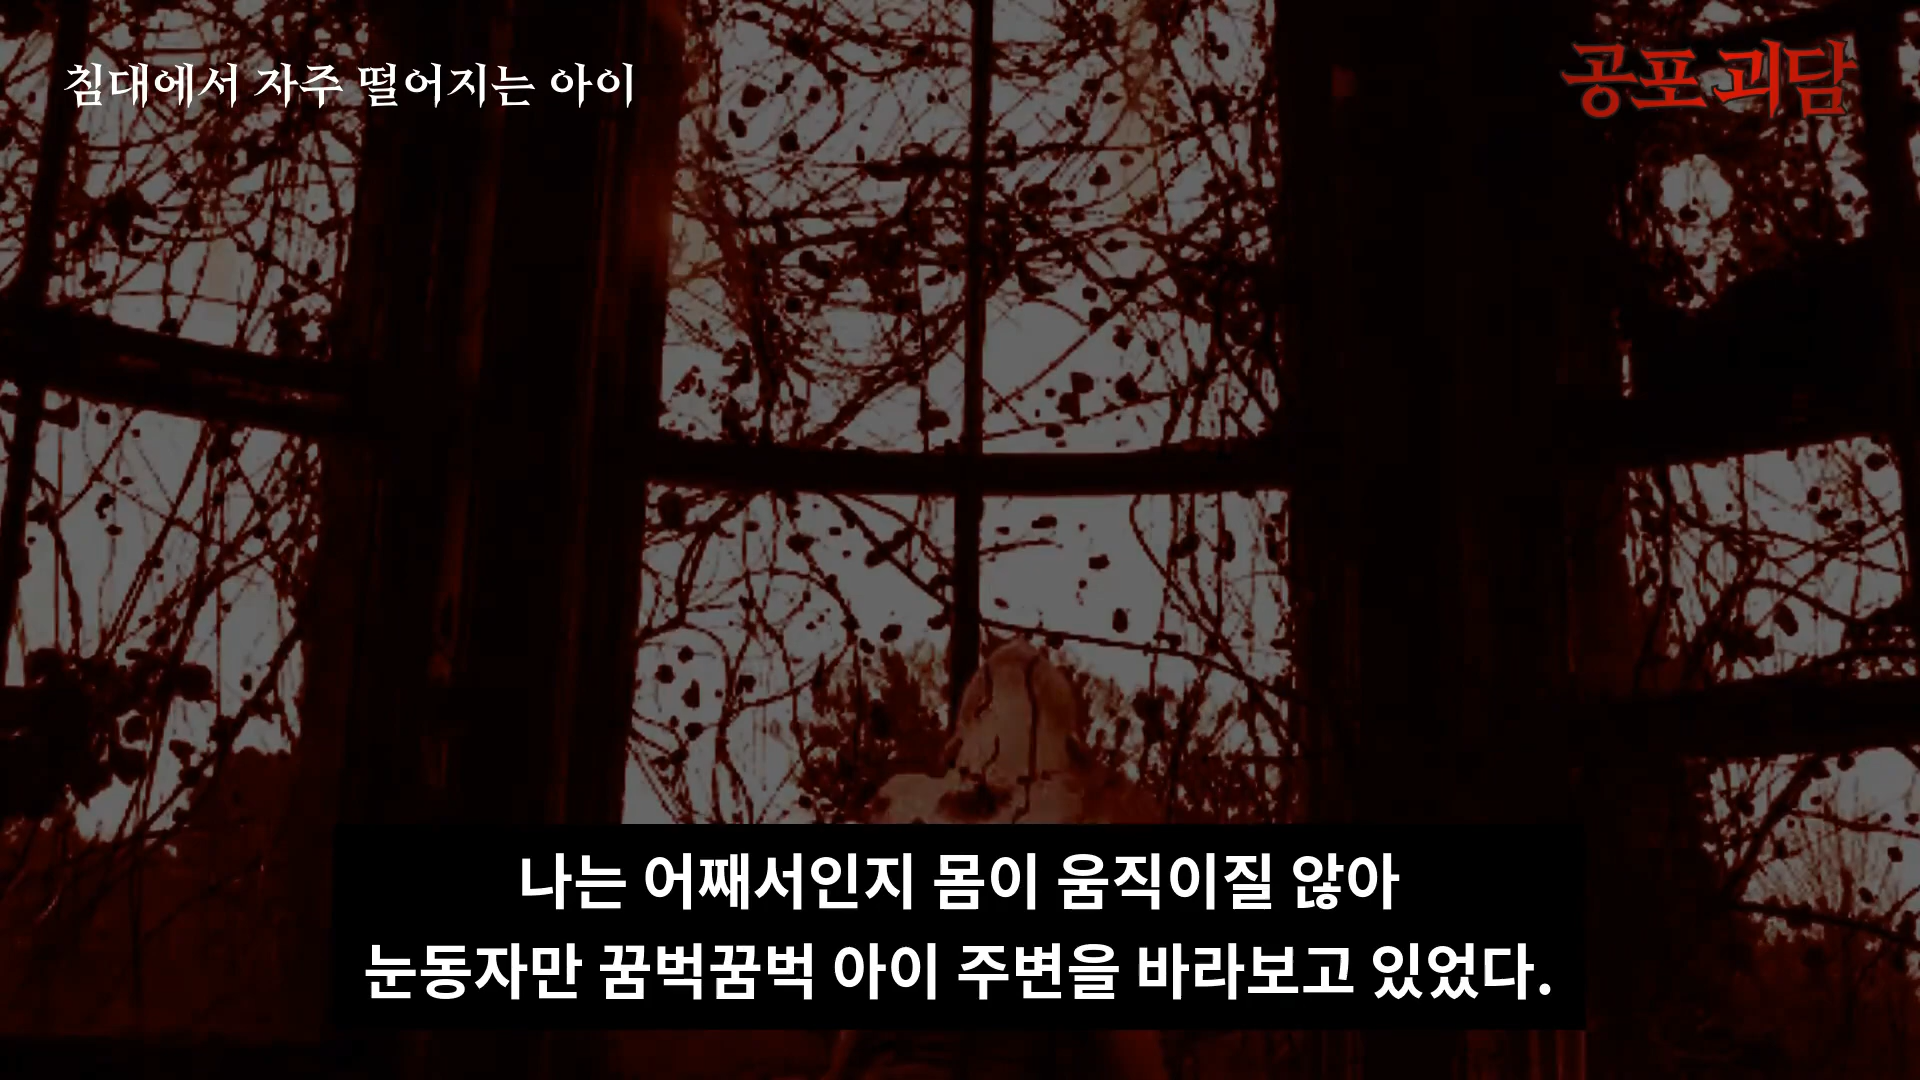 침대에서 자주 떨어지는 아이
공포 괴담
나는 어째서인지 몸이 움직이질 않아
눈동자만 꿈벅꿈벅 아이 주변을 바라보고 있었다.